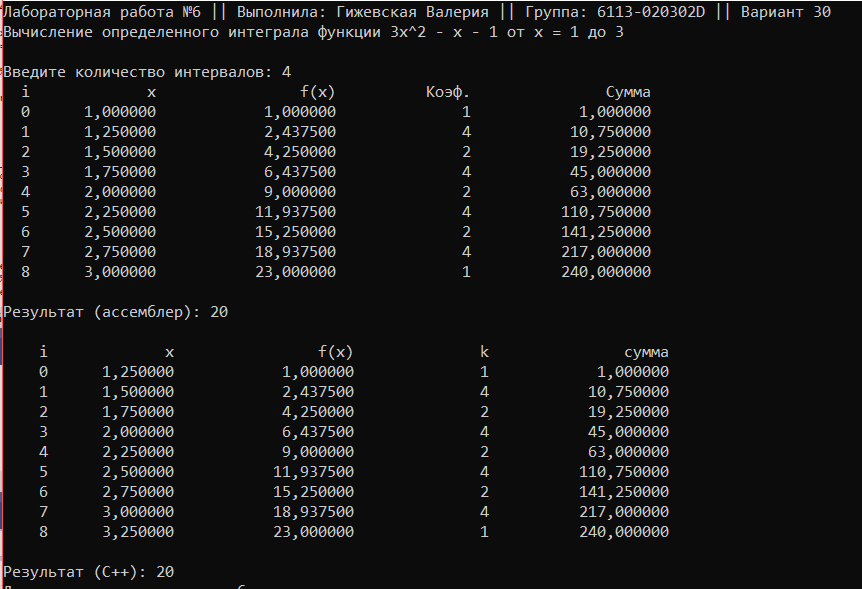 Лабораторная работа №6 || Выполнила: Гижевская Валерия || Группа: 6113-020302D || Вариант 30
Вычисление определенного интеграла функции 3x^2 - x - 1 от x = 1 до 3
Введите количество интервалов: 4
i x f(x) Коэф. Сумма
0 1,000000 1,000000 1 1,000000
1 1,250000 2,437500 4 10,750000
2 1,500000 4,250000 2 19,250000
3 1,750000 6,437500 4 45,000000
4 2,000000 9,000000 2 63,000000
5 2,250000 11,937500 4 110,750000
6 2,500000 15,250000 2 141,250000
7 2,750000 18,937500 4 217,000000
8 3,000000 23,000000 1 240,000000
Результат (ассемблер): 20
i x f(x) k сумма
0 1,250000 1,000000 1 1,000000
1 1,500000 2,437500 4 10,750000
2 1,750000 4,250000 2 19,250000
3 2,000000 6,437500 4 45,000000
4 2,250000 9,000000 2 63,000000
5 2,500000 11,937500 4 110,750000
6 2,750000 15,250000 2 141,250000
7 3,000000 18,937500 4 217,000000
8 3,250000 23,000000 1 240,000000
Результат (C++): 20